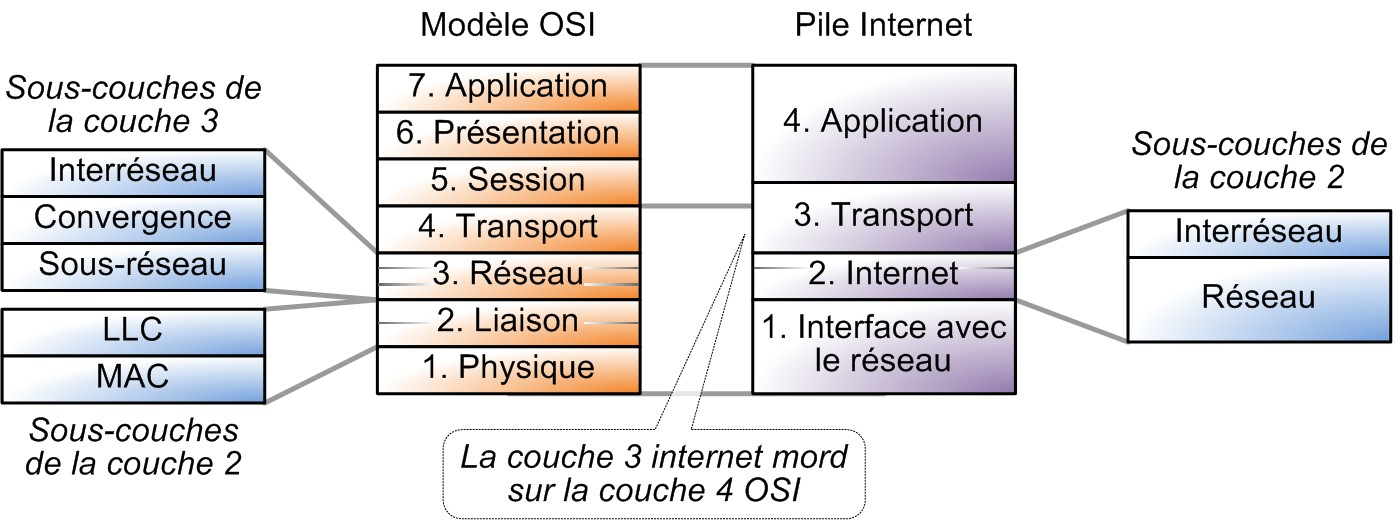 Modèle OSI
Pile Internet
Sous-couches de
la couche 3
Interréseau
Convergence
Sous-réseau
LLC
MAC
Sous-couches
de la couche 2
7. Application
6. Présentation
5. Session
4. Transport
3. Réseau
2. Liaison
1. Physique
4. Application
3. Transport
2. Internet
1. Interface avec
le réseau
Sous-couches de
la couche 2
Interréseau
Réseau
La couche 3 internet mord
sur la couche 4 OSI